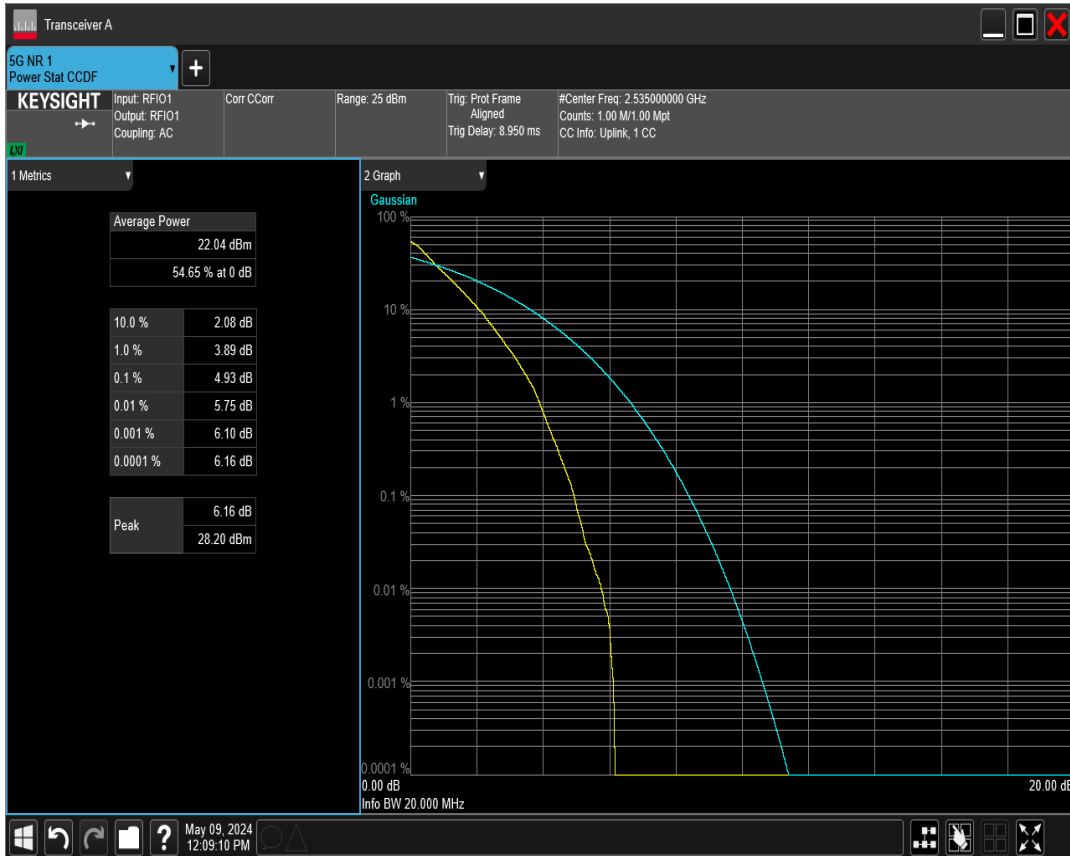 Transceiver A
5G NR 1
Power Stat CCDF
KEYSIGHT
LXI
Input: RFIO1
Output: RFIO1
Coupling: AC
Corr CCorr
Range: 25 dBm
Trig: Prot Frame
Aligned
Trig Delay: 8.950 ms
#Center Freq: 2.535000000 GHz
Counts: 1.00 M/1.00 Mpt
CC Info: Uplink, 1 CC
1 Metrics
Average Power
22.04 dBm
54.65 % at 0 dB
10.0 % 2.08 dB
1.0 % 3.89 dB
0.1 % 4.93 dB
0.01 % 5.75 dB
0.001 % 6.10 dB
0.0001 % 6.16 dB
Peak
6.16 dB
28.20 dBm
2 Graph
Gaussian
100 %
10 %
1 %
0.1 %
0.01 %
0.001 %
0.0001 %
0.00 dB
20.00 dB
Info BW 20.000 MHz
?
May 09, 2024
12:09:10 PM